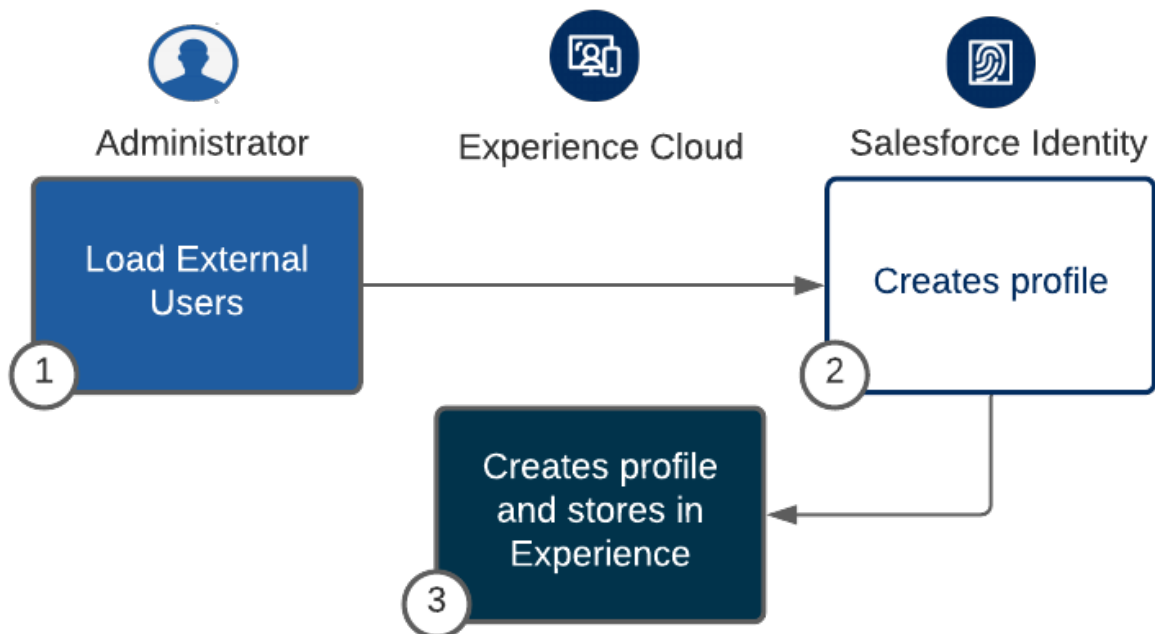 Administrator
Experience Cloud
Salesforce Identity
Load External
Users
1
Creates profile
2
Creates profile
and stores in
Experience
3